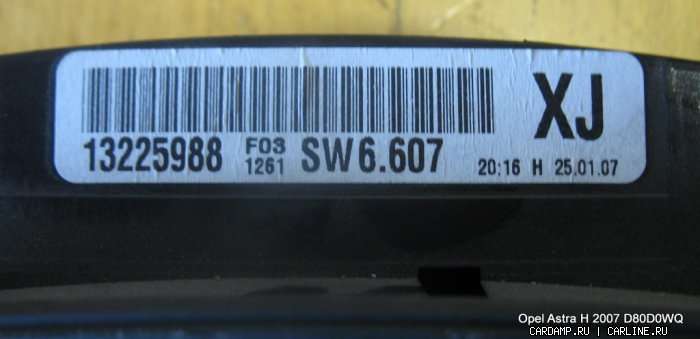 XJ
13225988 F03 1261 SW6.607 20:16 H 25.01.07
Opel Astra H 2007 D80D0WQ
CARDAMP.RU | CARLINE.RU